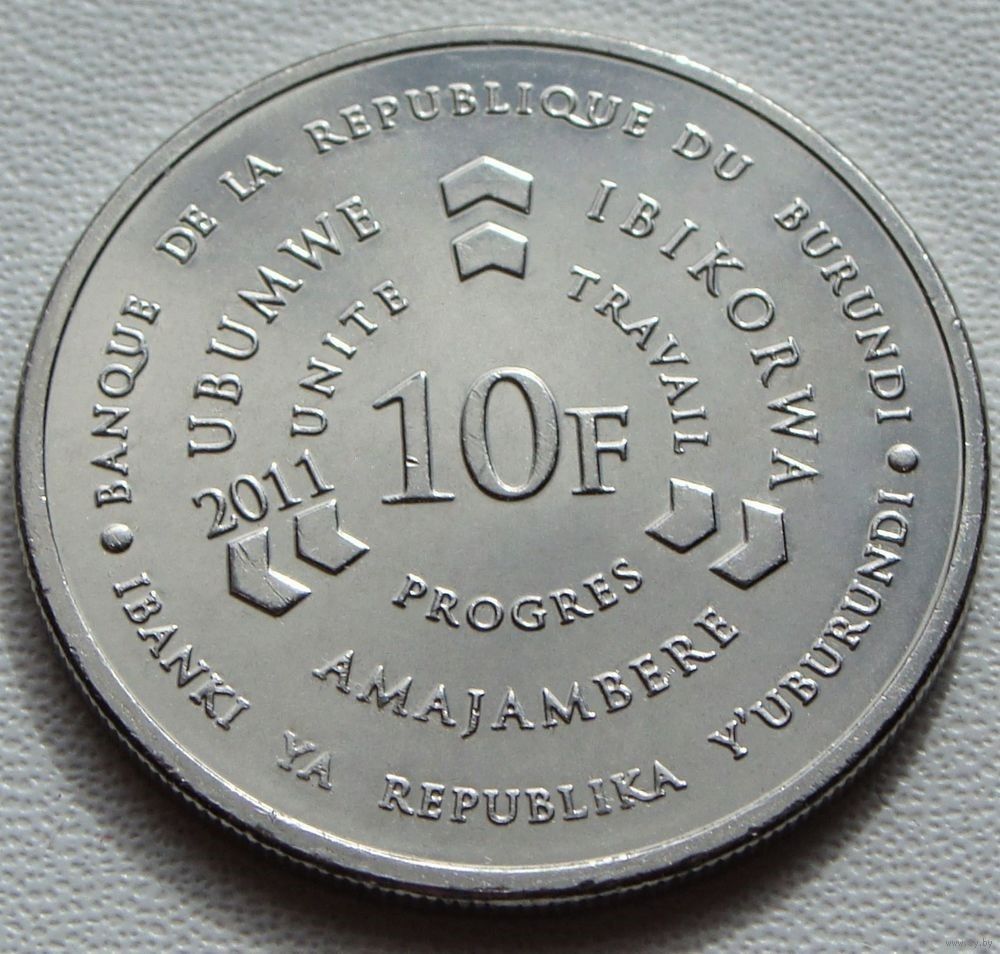 BANQUE DE LA REPUBLIQUE DU BURUNDI
IBANKI YA REPUBLIKA Y'UBURUNDI
UBUMWE IBIKORWA AMAJAMBERE
UNITE TRAVAIL PROGRES
10F
2011